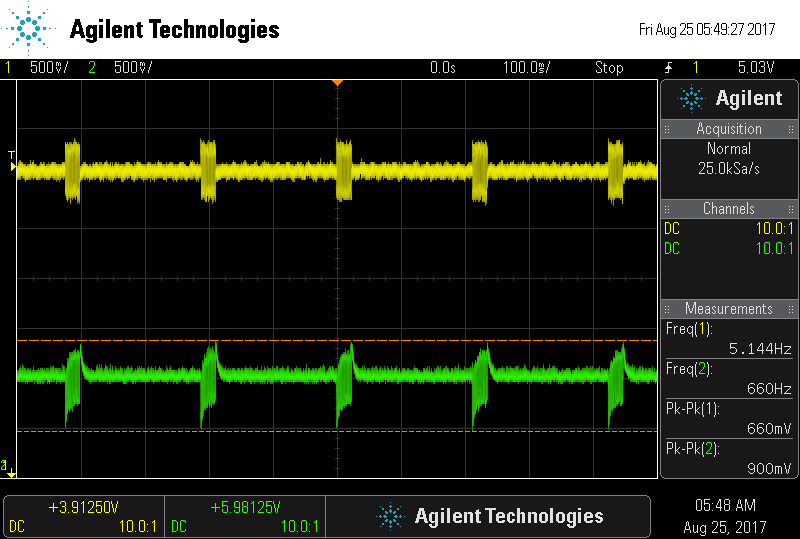 Agilent Technologies
Fri Aug 25 05:49:27 2017
1 500mV/ 2 500mV/ 0.0s 100.0ms/ Stop 1 5.03V
T
Agilent
Acquisition
Normal
25.0kSa/s
Channels
DC 10.0:1
DC 10.0:1
Measurements
Freq(1):
5.144Hz
Freq(2):
660Hz
Pk-Pk(1):
660mV
Pk-Pk(2):
900mV
+3.91250V
DC 10.0:1
+5.98125V
DC 10.0:1
Agilent Technologies
05:48 AM
Aug 25, 2017